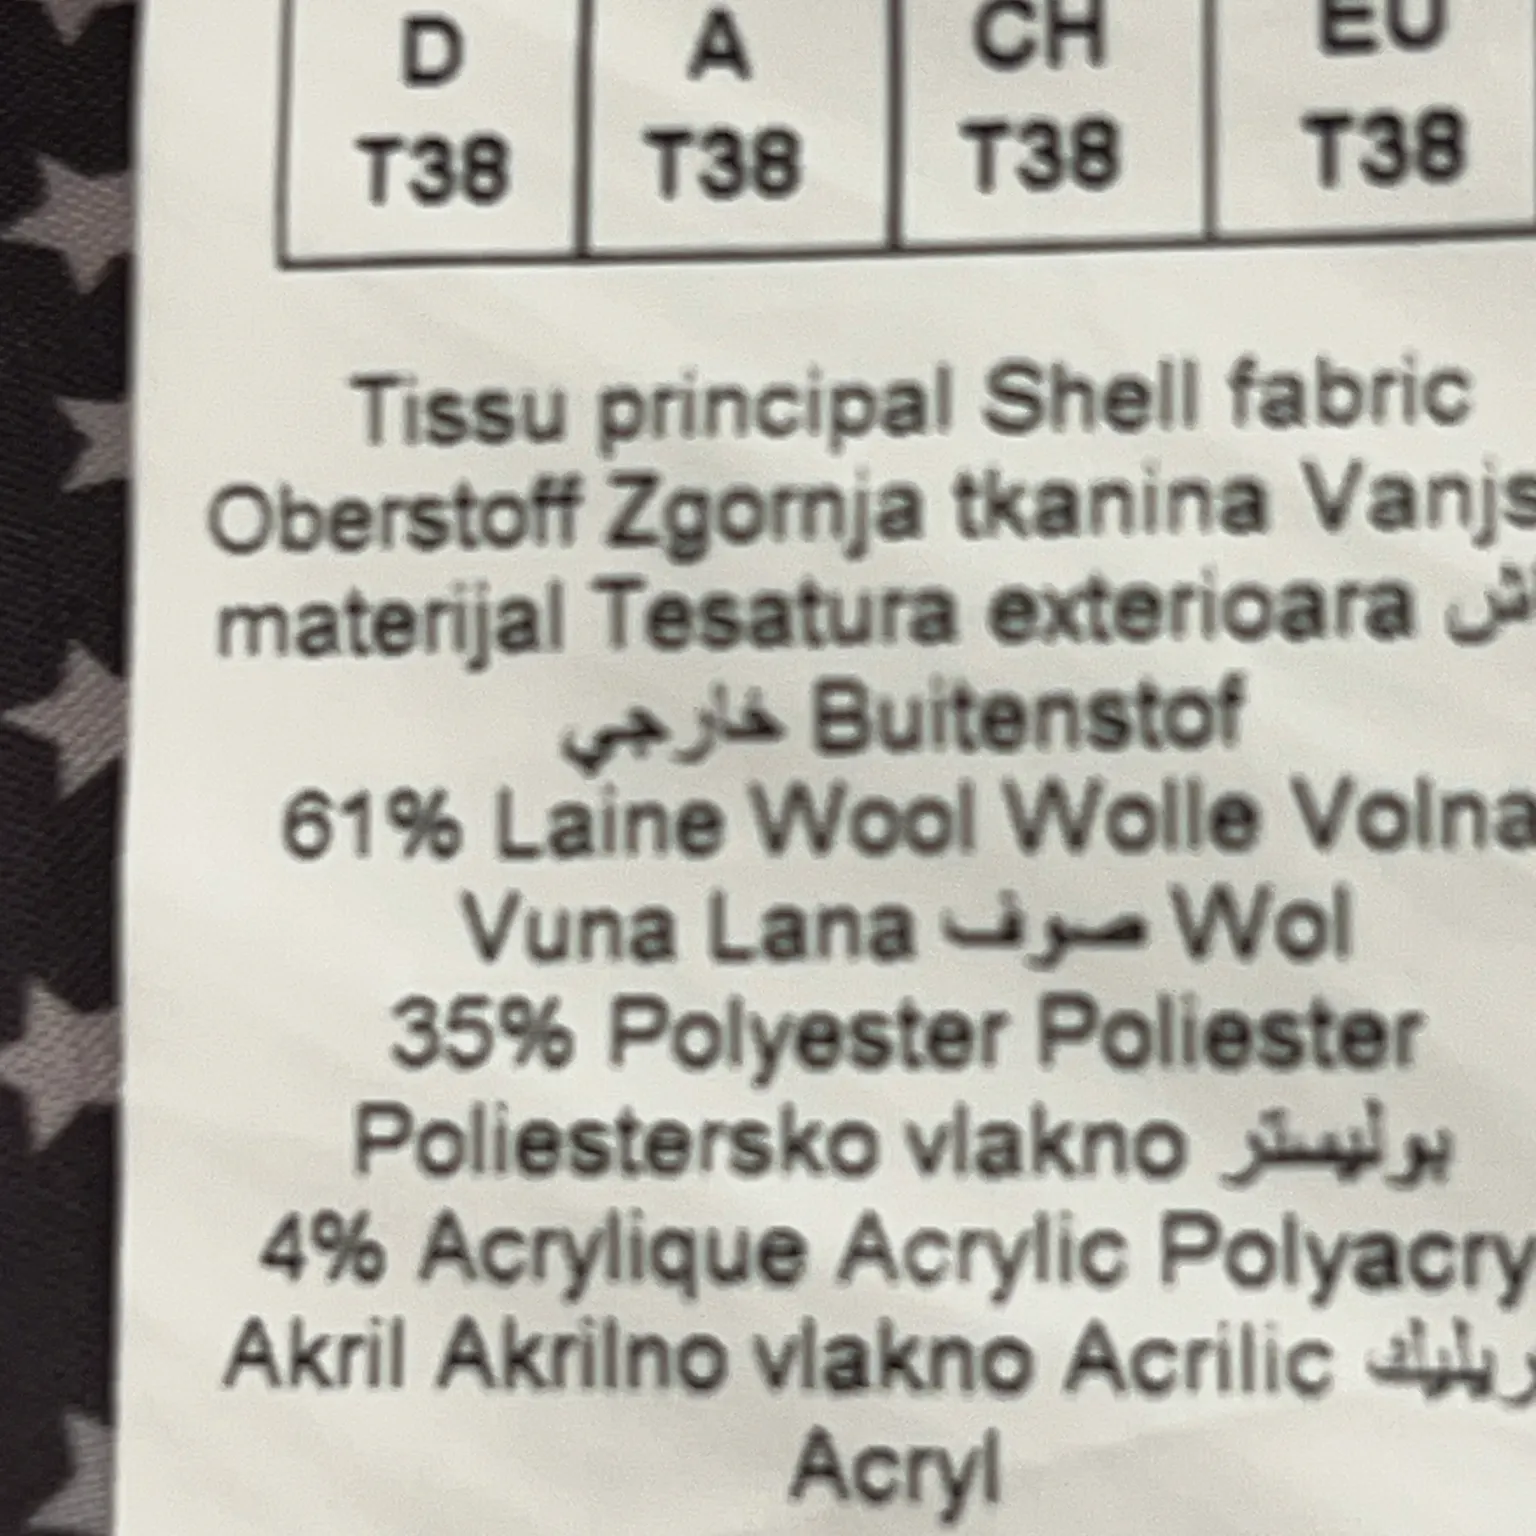 D A CH EU
T38 T38 T38 T38
Tissu principal Shell fabric
Oberstoff Zgornja tkanina
materijal Tesatura exterioara
خارجي Buitenstof
61% Laine Wool Wolle Volna
Vuna Lana صوف Wol
35% Polyester Poliester
Poliestersko vlakno بوليستر
4% Acrylique Acrylic
Akril Akrilno vlakno Acrilic
Acryl